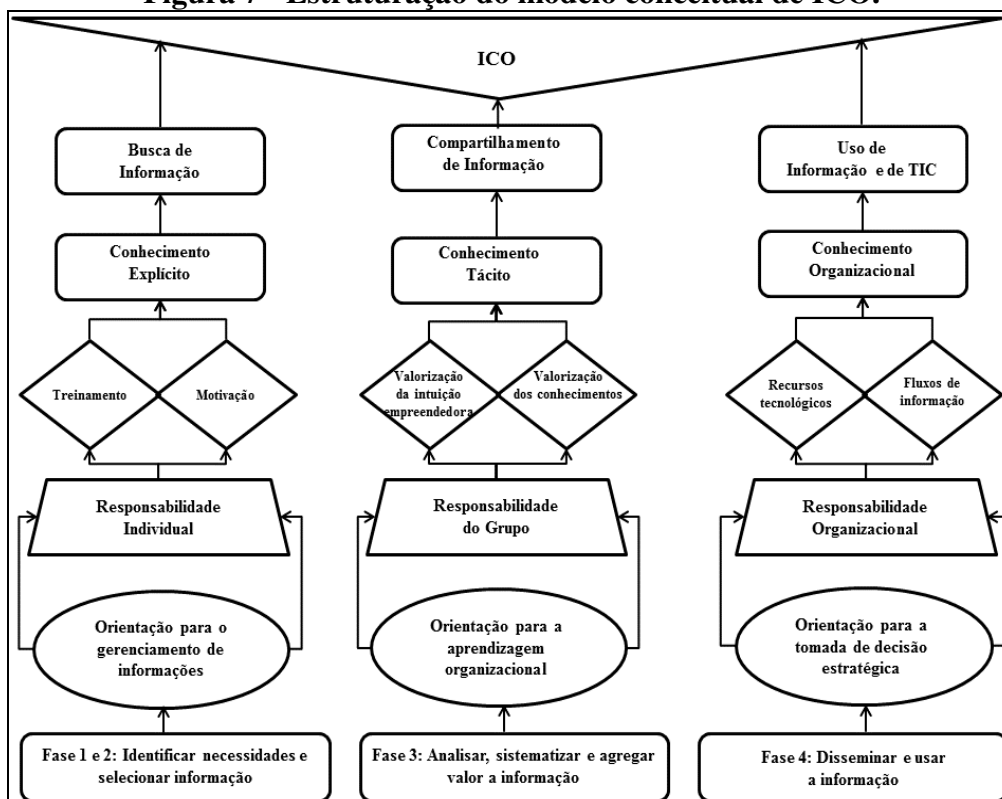 Figura 7 - Estruturação do modelo conceitual de ICO.
ICO
Busca de
Informação
Compartilhamento
de Informação
Uso de
Informação e de TIC
Conhecimento
Explícito
Conhecimento
Tácito
Conhecimento
Organizacional
Treinamento
Motivação
Valorização
da intuição
empreendedora
Valorização
dos conhecimentos
Recursos
tecnológicos
Fluxos de
informação
Responsabilidade
Individual
Responsabilidade
do Grupo
Responsabilidade
Organizacional
Orientação para o
gerenciamento de
informações
Orientação para a
aprendizagem
organizacional
Orientação para a
tomada de decisão
estratégica
Fase 1 e 2: Identificar necessidades e
selecionar informação
Fase 3: Analisar, sistematizar e agregar
valor a informação
Fase 4: Disseminar e usar
a informação